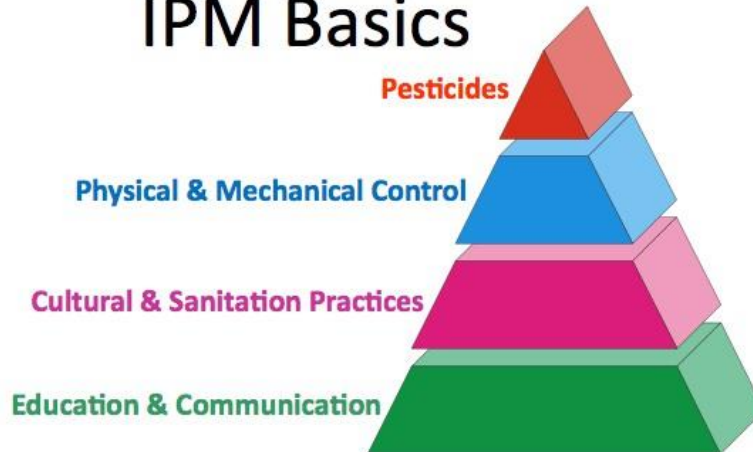 IPM Basics
Pesticides
Physical & Mechanical Control
Cultural & Sanitation Practices
Education & Communication